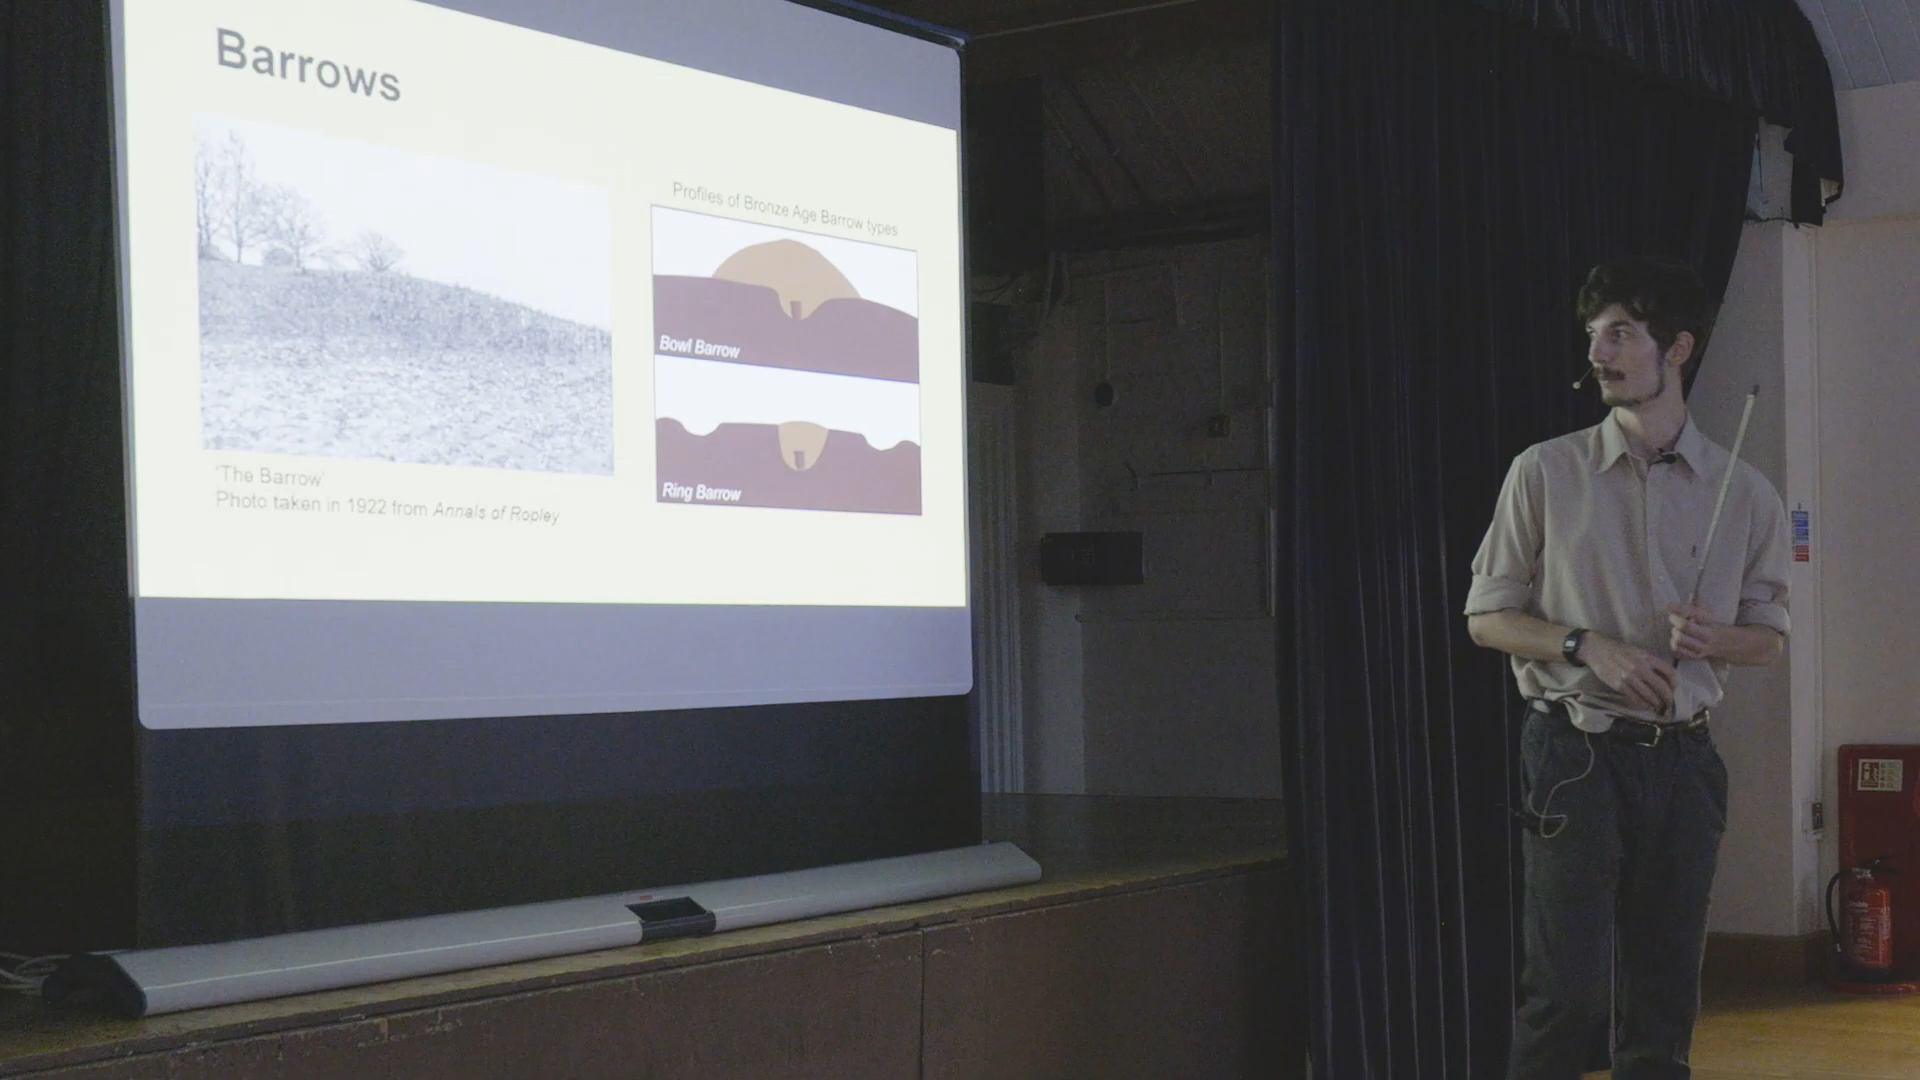 Barrows
'The Barrow'
Photo taken in 1922 from Annals of Ropley
Profiles of Bronze Age Barrow types
Bowl Barrow
Ring Barrow